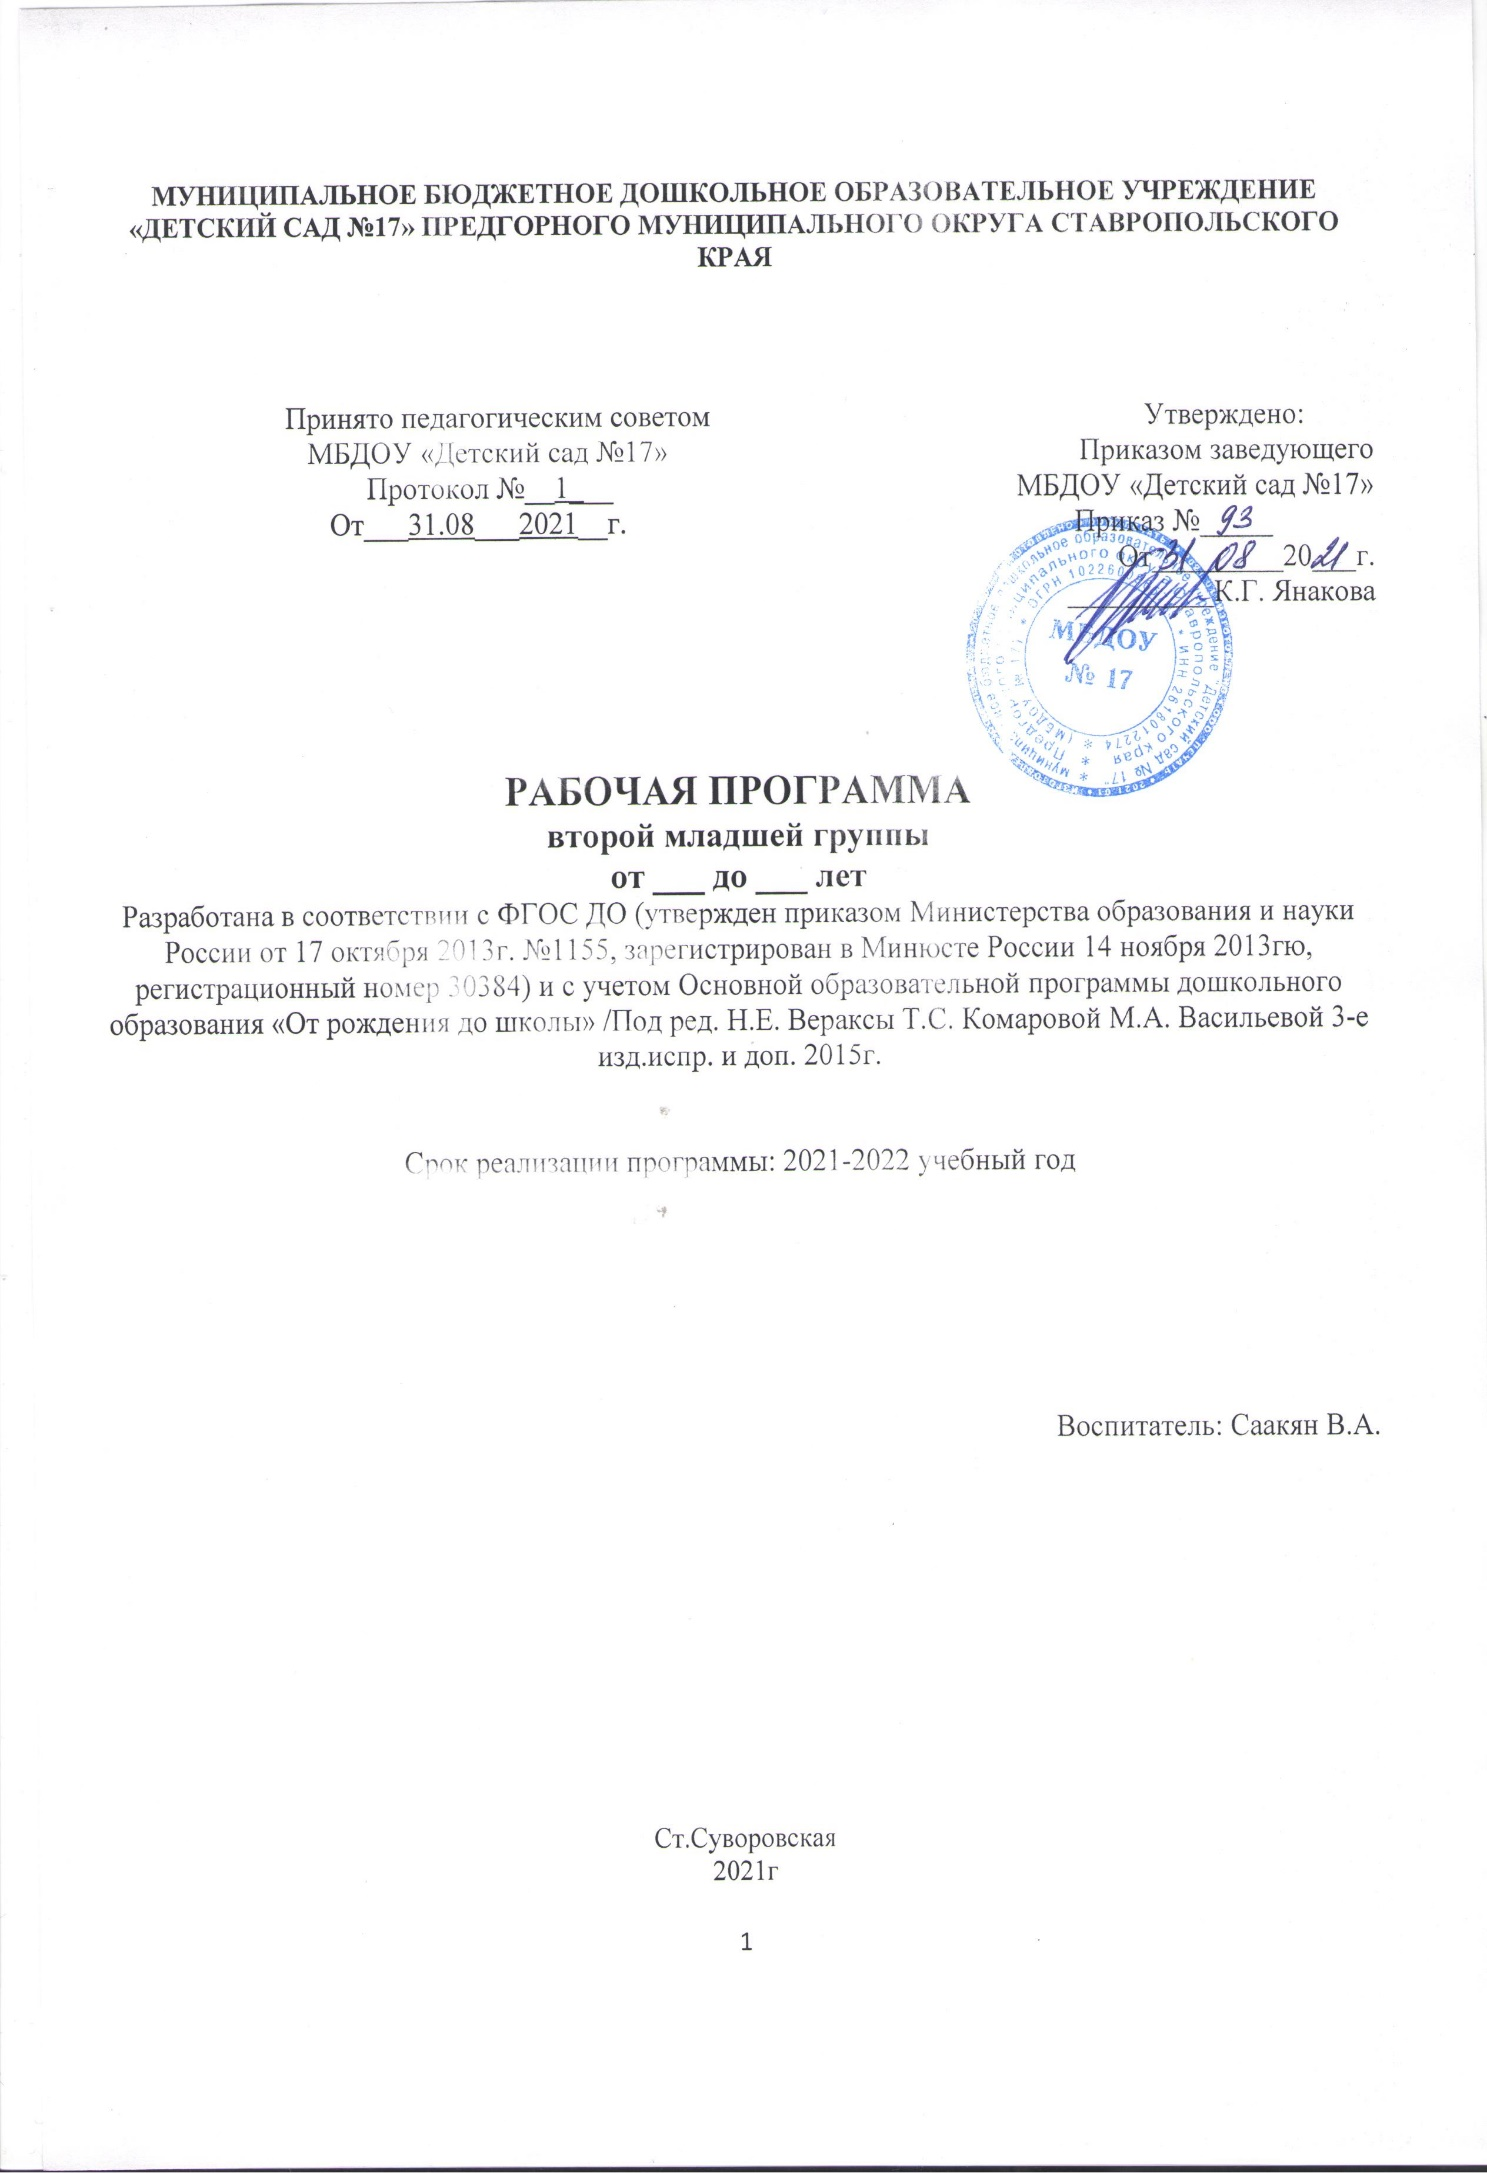 МУНИЦИПАЛЬНОЕ БЮДЖЕТНОЕ ДОШКОЛЬНОЕ ОБРАЗОВАТЕЛЬНОЕ УЧРЕЖДЕНИЕ
«ДЕТСКИЙ САД №17» ПРЕДГОРНОГО МУНИЦИПАЛЬНОГО ОКРУГА СТАВРОПОЛЬСКОГО
КРАЯ
Принято педагогическим советом
МБДОУ «Детский сад №17»
Протокол №__1___
От___31.08___2021__г.
Утверждено:
Приказом заведующего
МБДОУ «Детский сад №17»
Приказ № 93
От 31 08 2021 г.
__________К.Г. Янакова
МБДОУ
№ 17
РАБОЧАЯ ПРОГРАММА
второй младшей группы
от ___ до ___ лет
Разработана в соответствии с ФГОС ДО (утвержден приказом Министерства образования и науки
России от 17 октября 2013г. №1155, зарегистрирован в Минюсте России 14 ноября 2013гю,
регистрационный номер 30384) и с учетом Основной образовательной программы дошкольного
образования «От рождения до школы» /Под ред. Н.Е. Вераксы Т.С. Комаровой М.А. Васильевой 3-е
изд.испр. и доп. 2015г.
Срок реализации программы: 2021-2022 учебный год
Воспитатель: Саакян В.А.
Ст.Суворовская
2021г
1